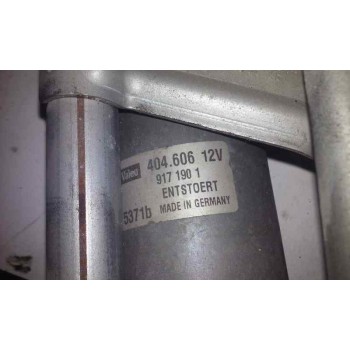 Valeo 404.606 12V
917 190 1
ENTSTOERT
5371b MADE IN GERMANY